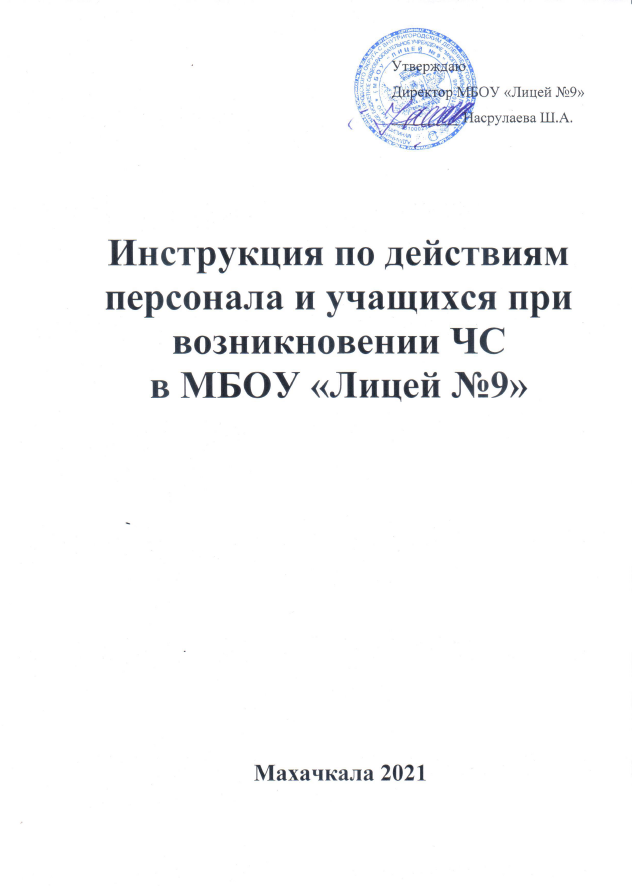 Утверждаю
Директор МБОУ «Лицей №9»
Насрулаева Ш.А.
Инструкция по действиям
персонала и учащихся при
возникновении ЧС
в МБОУ «Лицей №9»
Махачкала 2021